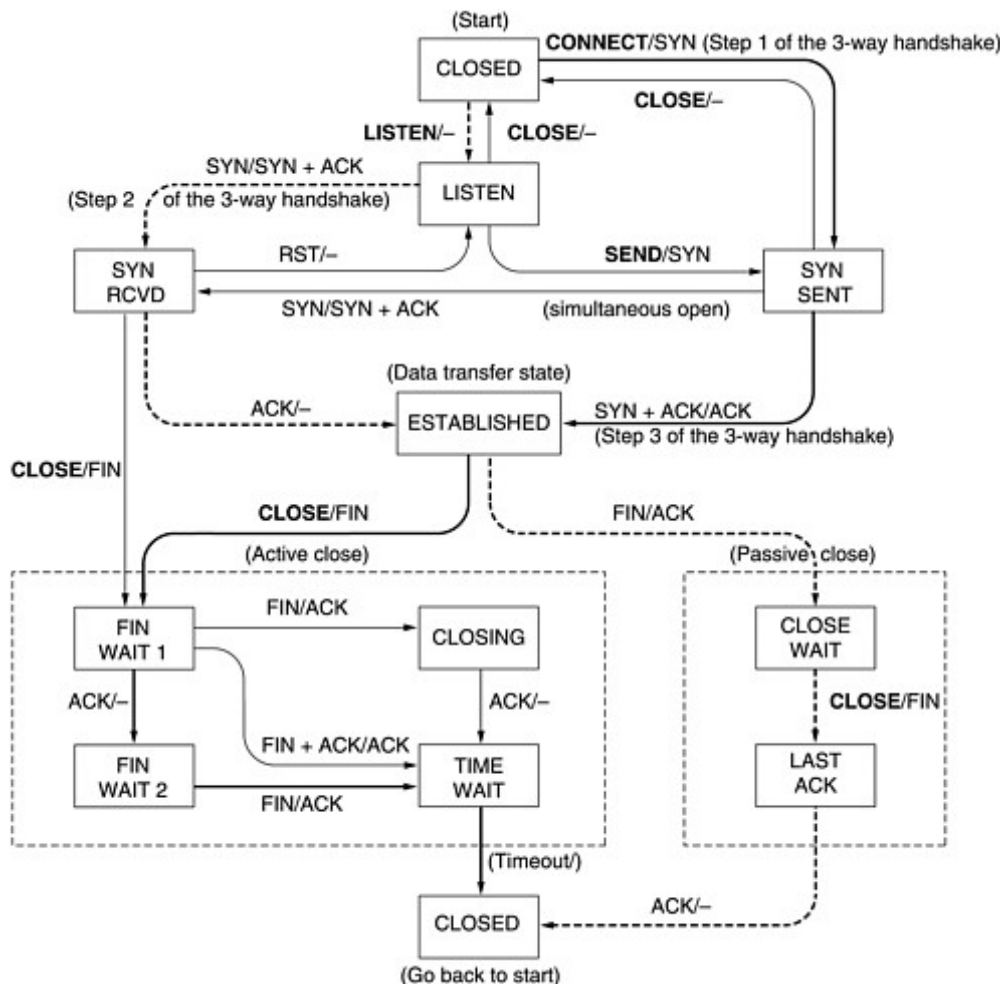 (Start)
CONNECT/SYN (Step 1 of the 3-way handshake)
CLOSED
CLOSE/–
LISTEN/–
CLOSE/–
SYN/SYN + ACK
(Step 2 of the 3-way handshake)
LISTEN
RST/–
SEND/SYN
SYN
RCVD
SYN
SENT
SYN/SYN + ACK
(simultaneous open)
(Data transfer state)
ACK/–
ESTABLISHED
SYN + ACK/ACK
(Step 3 of the 3-way handshake)
CLOSE/FIN
CLOSE/FIN
FIN/ACK
(Active close)
(Passive close)
FIN
WAIT 1
FIN/ACK
CLOSING
CLOSE
WAIT
ACK/–
ACK/–
CLOSE/FIN
FIN + ACK/ACK
FIN
WAIT 2
FIN/ACK
TIME
WAIT
LAST
ACK
(Timeout/)
CLOSED
ACK/–
(Go back to start)